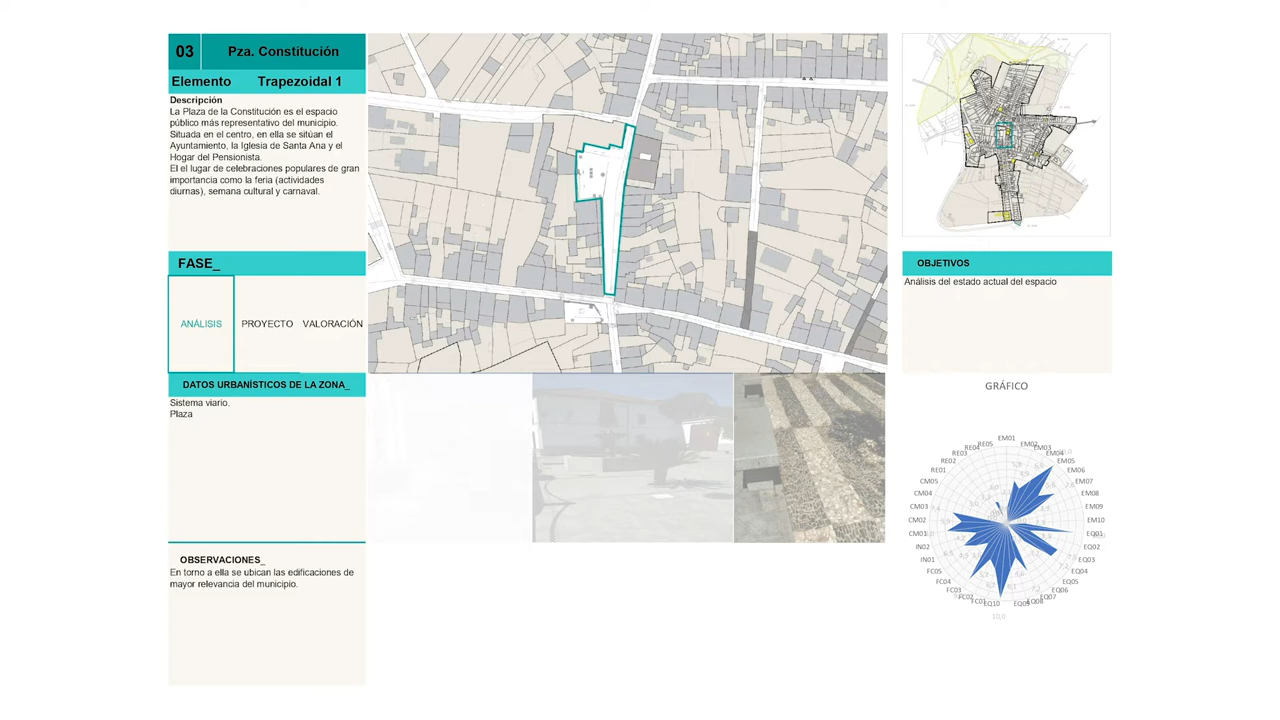 03 Pza. Constitución
Elemento Trapezoidal 1
Descripción
La Plaza de la Constitución es el espacio
público más representativo del municipio.
Situada en el centro, en ella se sitúan el
Ayuntamiento, la Iglesia de Santa Ana y el
Hogar del Pensionista.
El el lugar de celebraciones populares de gran
importancia como la feria (actividades
diurnas), semana cultural y carnaval.
FASE_
ANÁLISIS PROYECTO VALORACIÓN
DATOS URBANÍSTICOS DE LA ZONA_
Sistema viario.
Plaza
OBSERVACIONES_
En torno a ella se ubican las edificaciones de
mayor relevancia del municipio.
OBJETIVOS
Análisis del estado actual del espacio
GRÁFICO
EM01
EM02
EM03
EM04
EM05
EM06
EM07
EM08
EM09
EM10
EQ01
EQ02
EQ03
EQ04
EQ05
EQ06
EQ07
EQ08
EQ09
EQ10
FC01
FC02
FC03
FC04
FC05
IN01
IN02
CM01
CM02
CM03
CM04
CM05
RE01
RE02
RE03
RE04
RE05
10,0